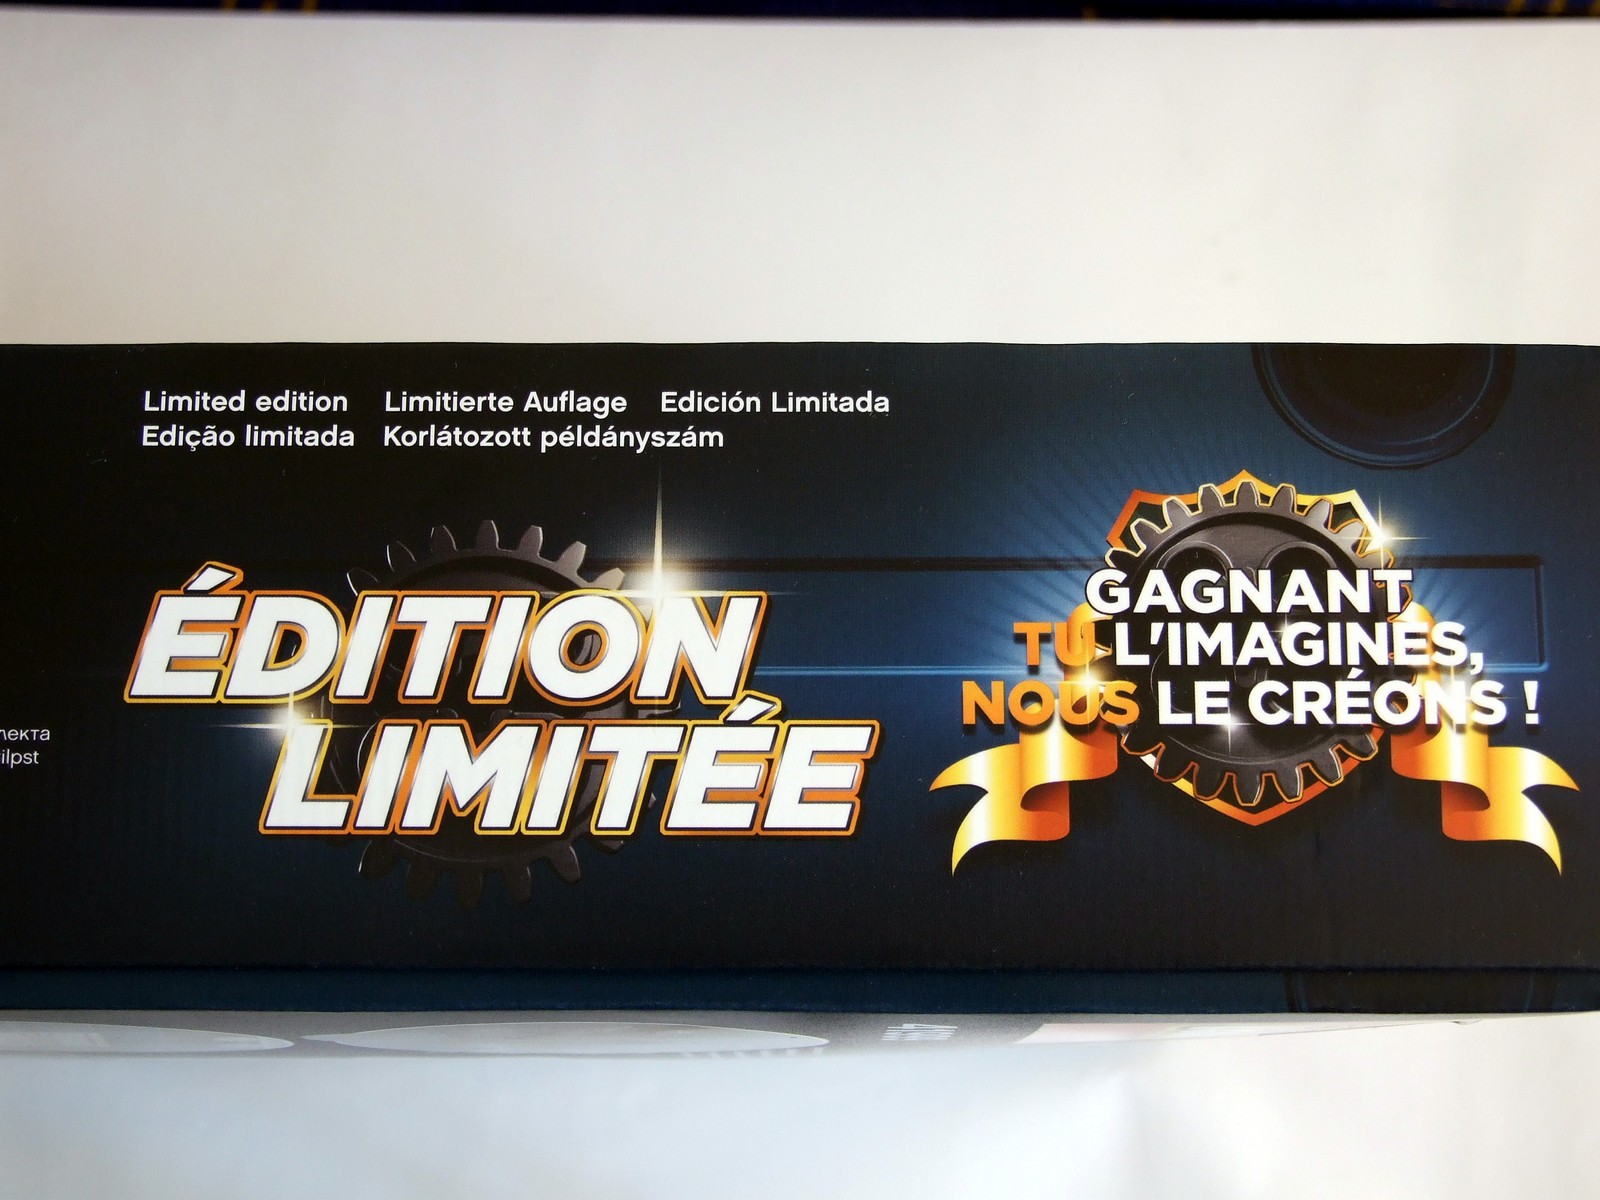 Limited edition Limitierte Auflage Edición Limitada
Edição limitada Korlátozott példányszám
ÉDITION
LIMITÉE
GAGNANT
TU L'IMAGINES,
NOUS LE CRÉONS !